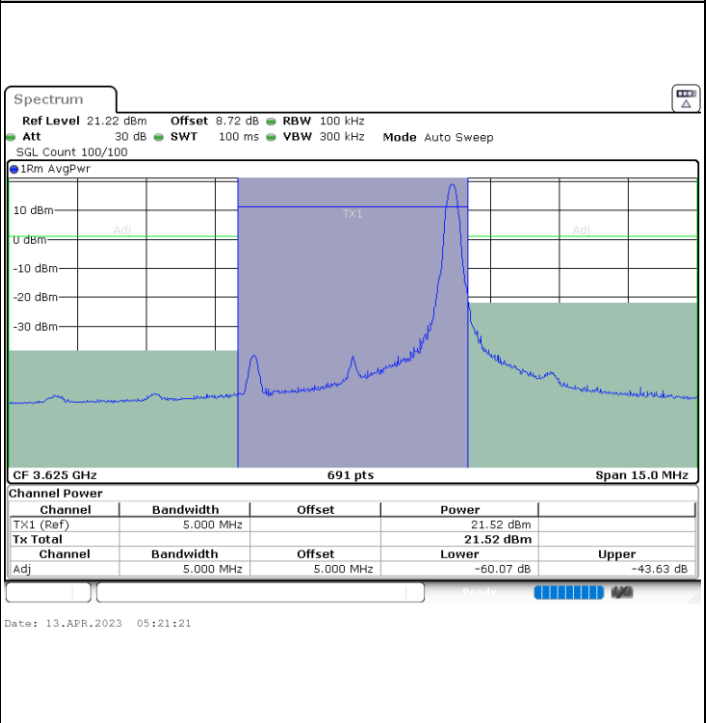 Spectrum
Ref Level 21.22 dBm Offset 8.72 dB RBW 100 kHz
Att 30 dB SWT 100 ms VBW 300 kHz Mode Auto Sweep
SGL Count 100/100
1Rm AvgPwr
10 dBm
TX1
Adj
Adj
0 dBm
-10 dBm
-20 dBm
-30 dBm
CF 3.625 GHz 691 pts Span 15.0 MHz
Channel Power
Channel Bandwidth Offset Power
TX1 (Ref) 5.000 MHz 21.52 dBm
Tx Total 21.52 dBm
Channel Bandwidth Offset Lower Upper
Adj 5.000 MHz 5.000 MHz -60.07 dB -43.63 dB
Ready
Date: 13.APR.2023 05:21:21